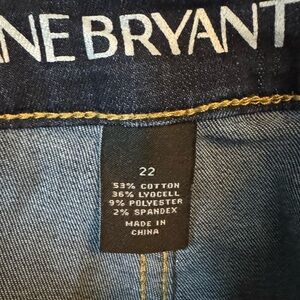 NE BRYANT
22
53% COTTON
36% LYOCELL
9% POLYESTER
2% SPANDEX
MADE IN
CHINA